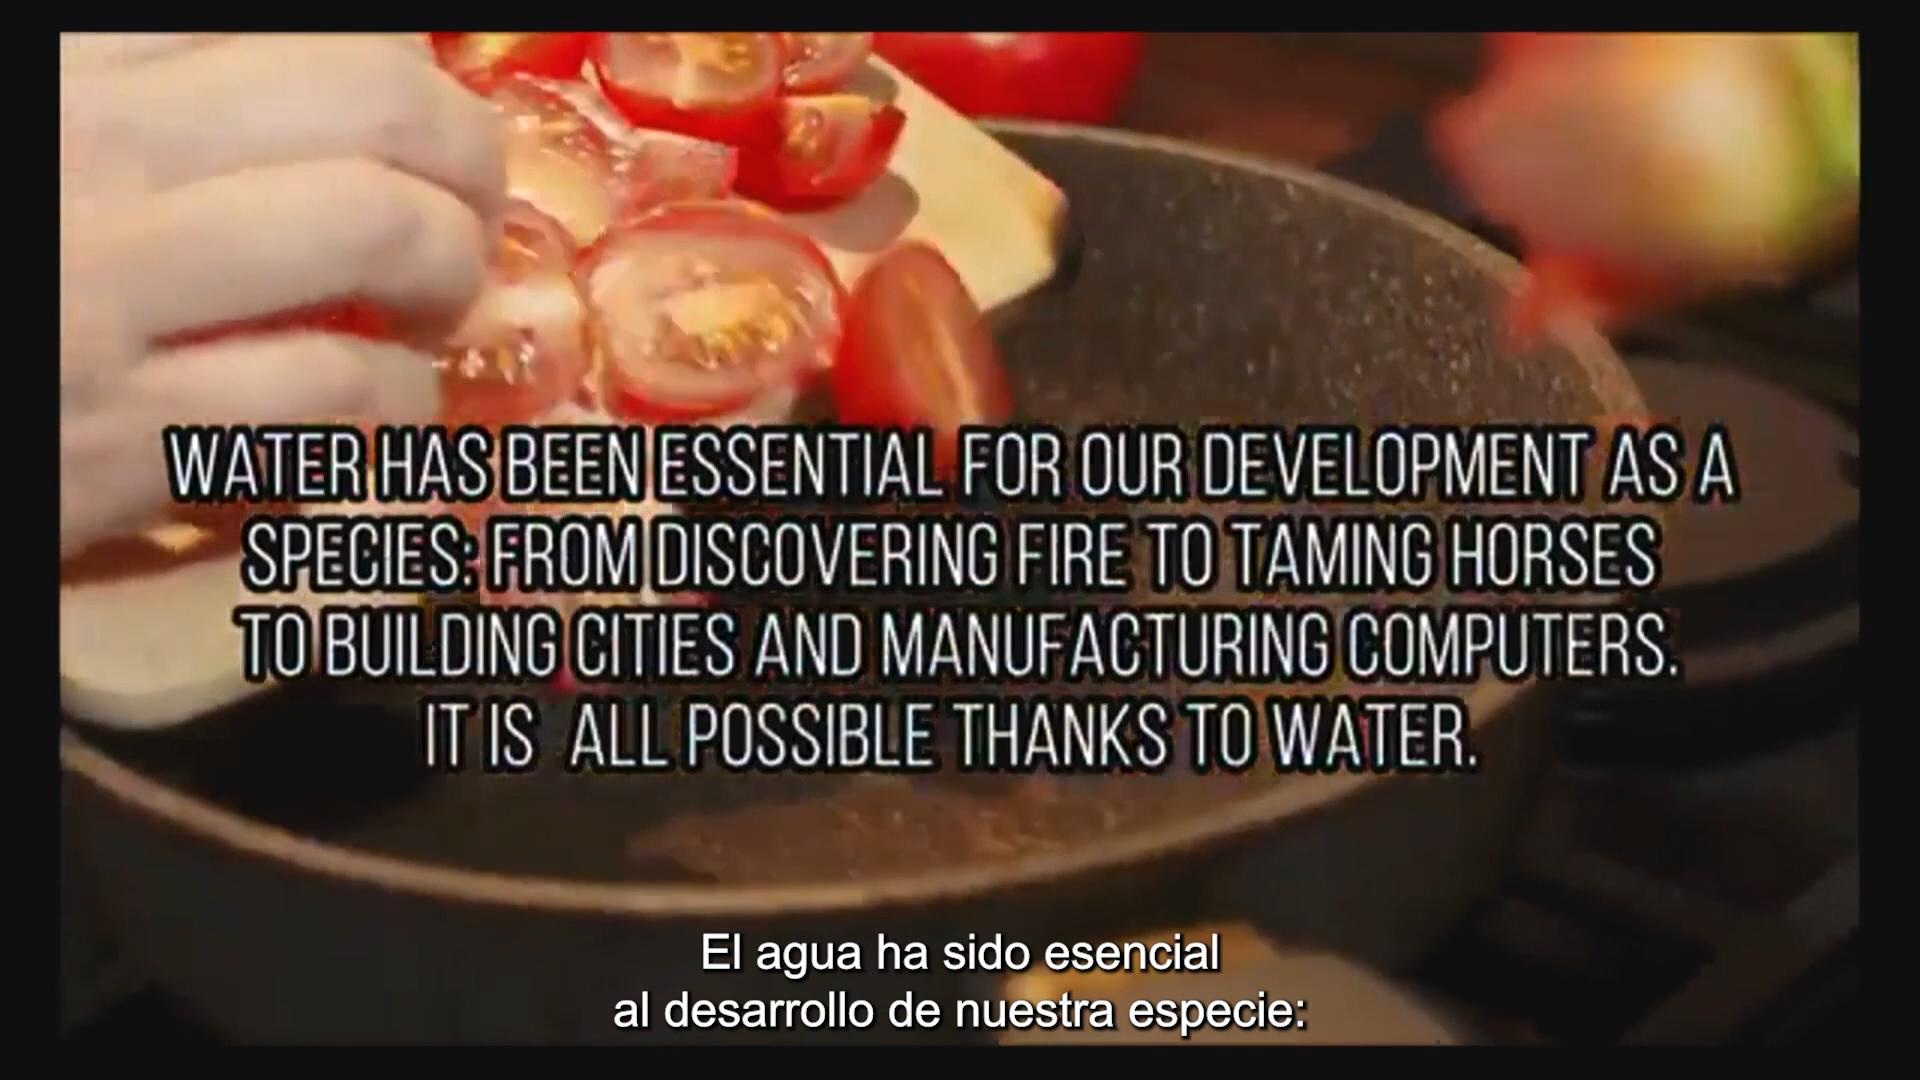 WATER HAS BEEN ESSENTIAL FOR OUR DEVELOPMENT AS A
SPECIES: FROM DISCOVERING FIRE TO TAMING HORSES
TO BUILDING CITIES AND MANUFACTURING COMPUTERS.
IT IS ALL POSSIBLE THANKS TO WATER.
El agua ha sido esencial
al desarrollo de nuestra especie: